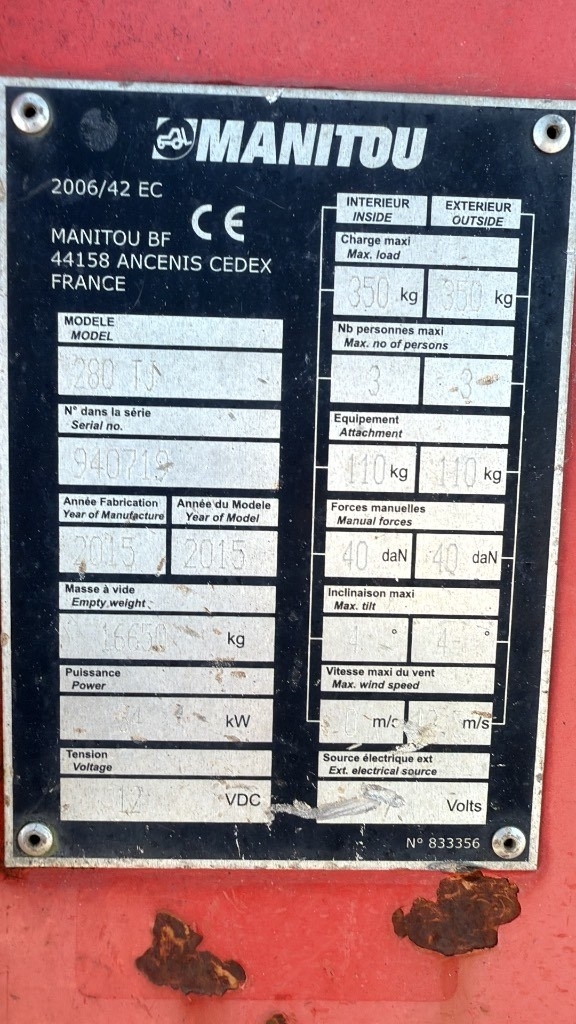 MANITOU
2006/42 EC
CE
MANITOU BF
44158 ANCENIS CEDEX
FRANCE
MODELE
MODEL
280 TJ
N° dans la série
Serial no.
940719
Année Fabrication
Year of Manufacture
2015
Année du Modele
Year of Model
2015
Masse à vide
Empty weight
16650 kg
Puissance
Power
kW
Tension
Voltage
12 VDC
INTERIEUR
INSIDE
EXTERIEUR
OUTSIDE
Charge maxi
Max. load
350 kg 350 kg
Nb personnes maxi
Max. no of persons
3 3
Equipement
Attachment
110 kg 110 kg
Forces manuelles
Manual forces
40 daN 40 daN
Inclinaison maxi
Max. tilt
4 ° 4 °
Vitesse maxi du vent
Max. wind speed
m/s m/s
Source électrique ext
Ext. electrical source
Volts
N° 833356